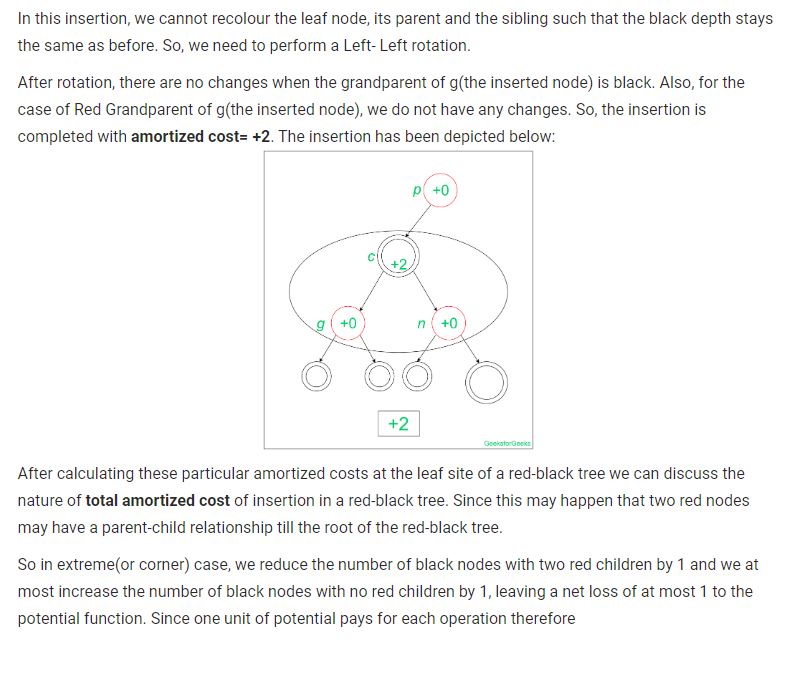 In this insertion, we cannot recolour the leaf node, its parent and the sibling such that the black depth stays
the same as before. So, we need to perform a Left- Left rotation.
After rotation, there are no changes when the grandparent of g(the inserted node) is black. Also, for the
case of Red Grandparent of g(the inserted node), we do not have any changes. So, the insertion is
completed with amortized cost= +2. The insertion has been depicted below:
p +0
c +2
g +0 n +0
+2
GeeksforGeeks
After calculating these particular amortized costs at the leaf site of a red-black tree we can discuss the
nature of total amortized cost of insertion in a red-black tree. Since this may happen that two red nodes
may have a parent-child relationship till the root of the red-black tree.
So in extreme(or corner) case, we reduce the number of black nodes with two red children by 1 and we at
most increase the number of black nodes with no red children by 1, leaving a net loss of at most 1 to the
potential function. Since one unit of potential pays for each operation therefore